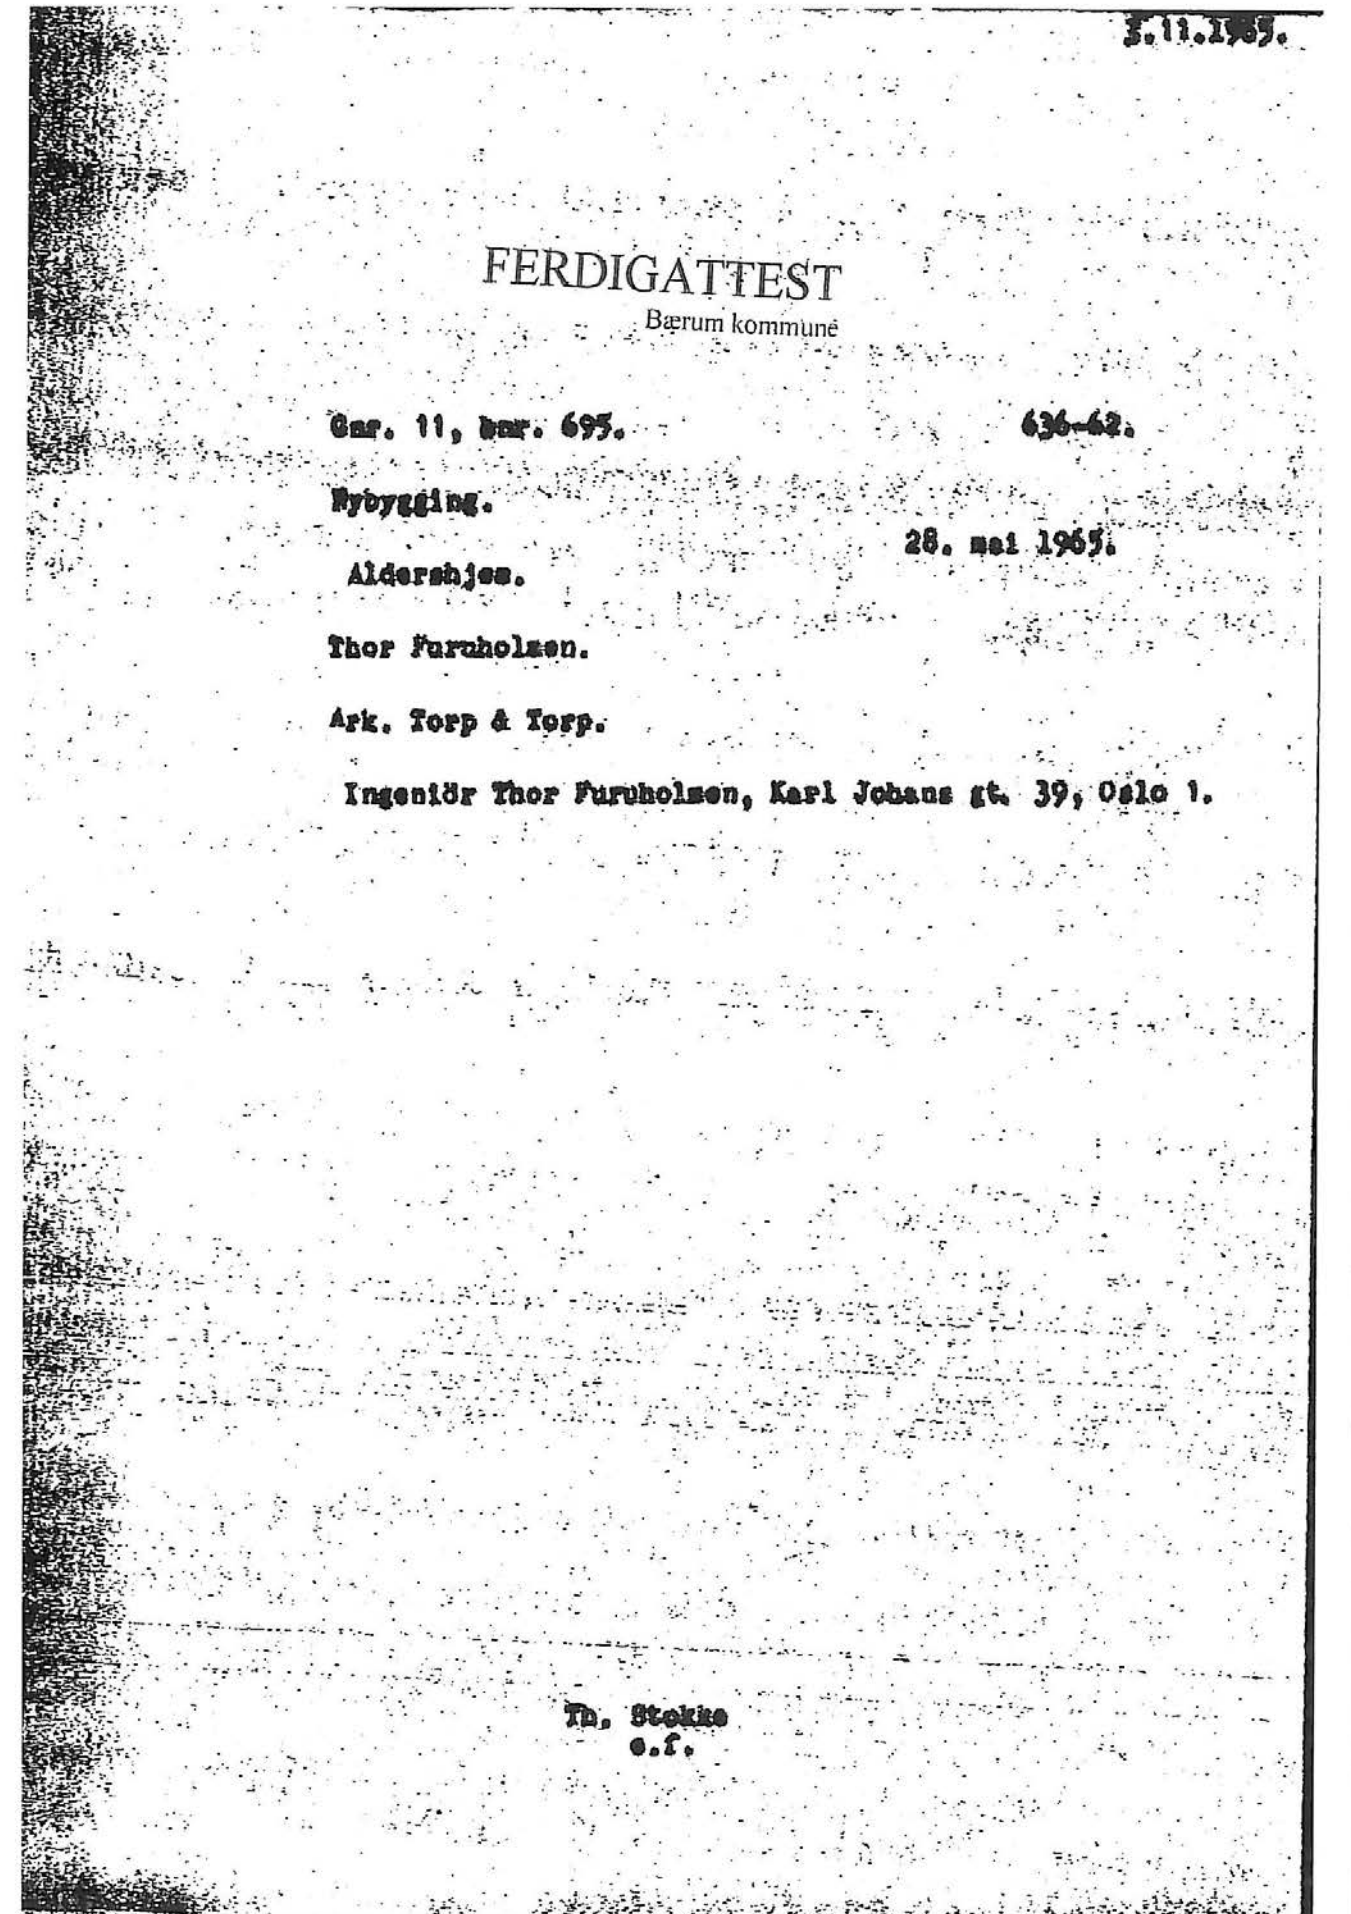 3.11.1965.
FERDIGATTEST
Bærum kommune
Gnr. 11, bnr. 695. 636-62.
Nybygging.
28. mai 1965.
Aldershjem.
Thor Furuholmen.
Ark. Torp & Torp.
Ingeniör Thor Furuholmen, Karl Johans gt. 39, Oslo 1.
Th. Stokke
e.f.